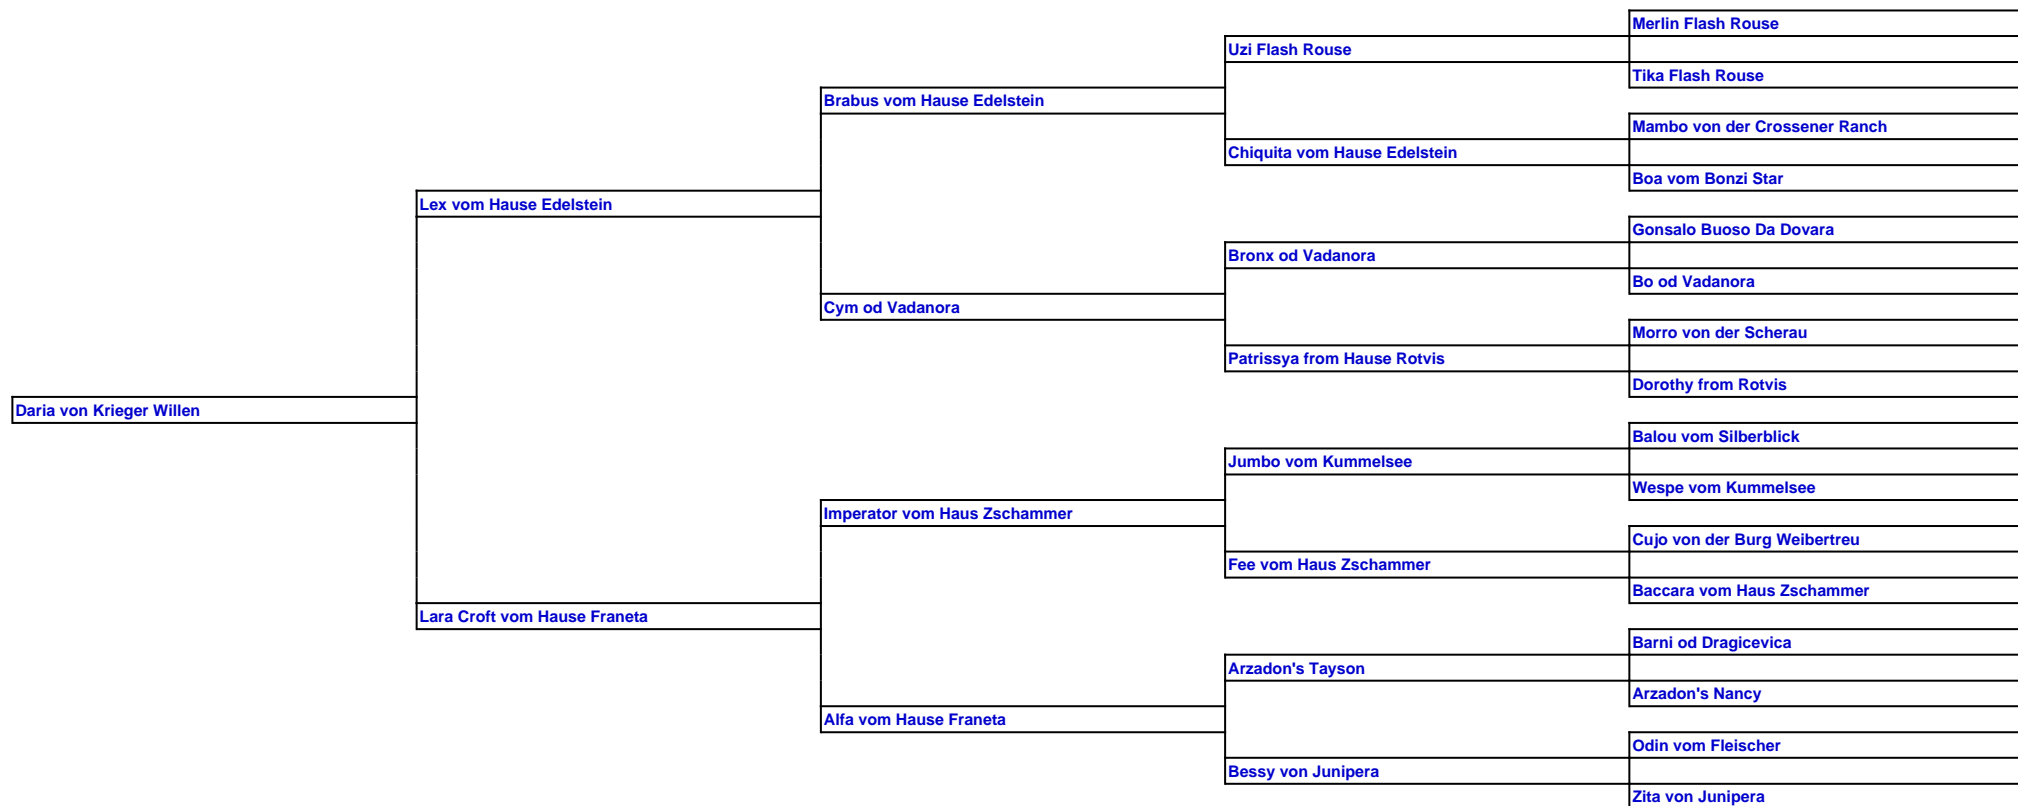 Merlin Flash Rouse
Uzi Flash Rouse
Tika Flash Rouse
Brabus vom Hause Edelstein
Mambo von der Crossener Ranch
Chiquita vom Hause Edelstein
Boa vom Bonzi Star
Lex vom Hause Edelstein
Gonsalo Buoso Da Dovara
Bronx od Vadanora
Bo od Vadanora
Cym od Vadanora
Morro von der Scherau
Patrissya from Hause Rotvis
Dorothy from Rotvis
Daria von Krieger Willen
Balou vom Silberblick
Jumbo vom Kummelsee
Wespe vom Kummelsee
Imperator vom Haus Zschammer
Cujo von der Burg Weibertreu
Fee vom Haus Zschammer
Baccara vom Haus Zschammer
Lara Croft vom Hause Franeta
Barni od Dragicevica
Arzadon's Tayson
Arzadon's Nancy
Alfa vom Hause Franeta
Odin vom Fleischer
Bessy von Junipera
Zita von Junipera